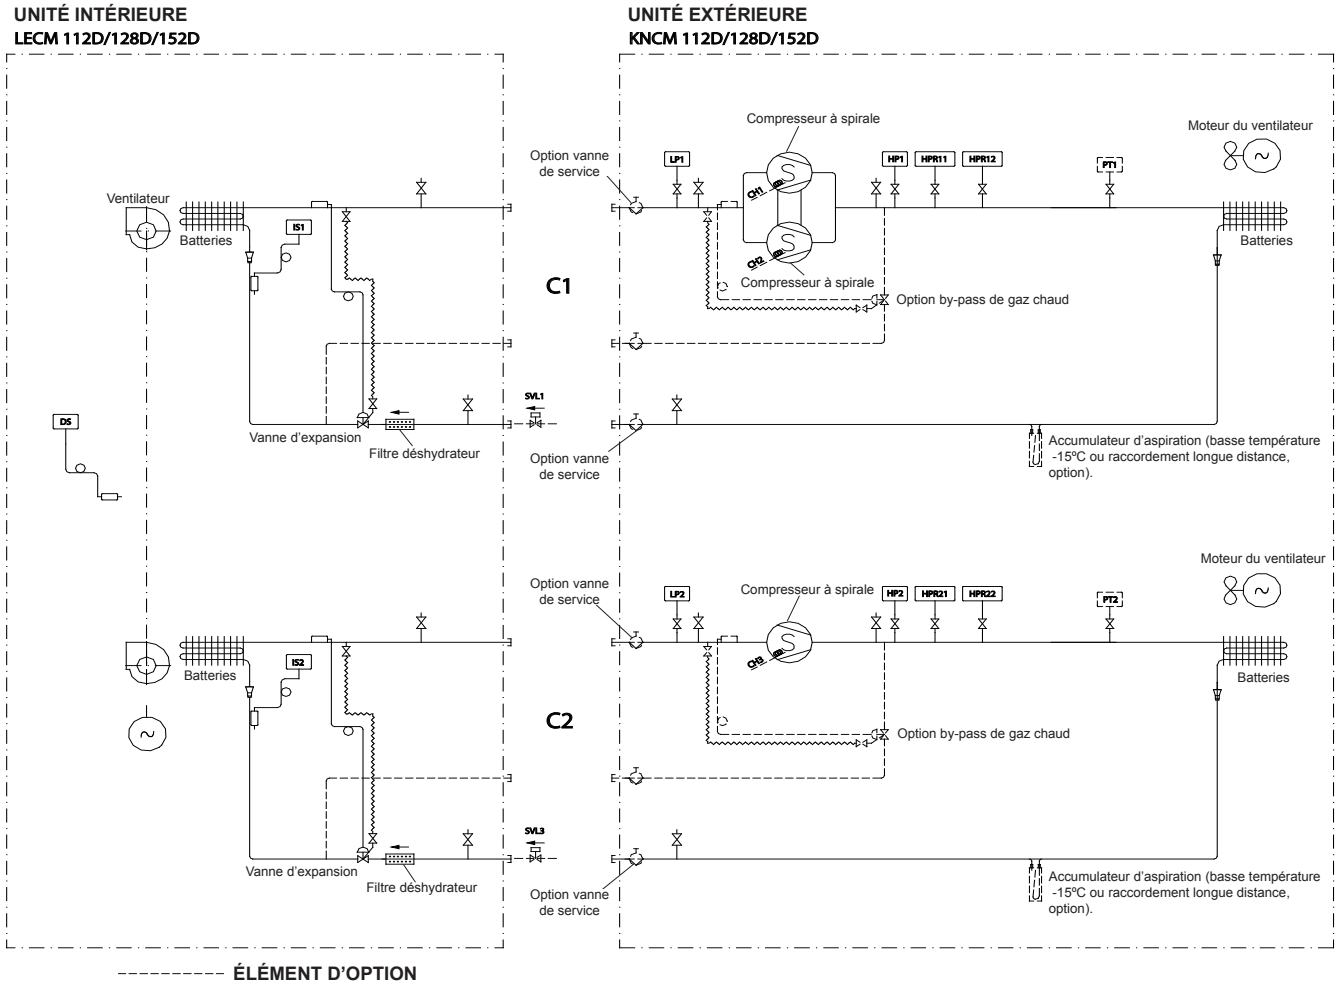 UNITÉ INTÉRIEURE
LECM 112D/128D/152D
UNITÉ EXTÉRIEURE
KNCM 112D/128D/152D
Compresseur à spirale
Moteur du ventilateur
Option vanne
de service
LP1
HP1
HPR11
HPR12
PT1
CH1
Ventilateur
Batteries
IS1
CH2
Batteries
Compresseur à spirale
C1
Option by-pass de gaz chaud
SVL1
DS
Vanne d'expansion
Filtre déshydrateur
Option vanne
de service
Accumulateur d'aspiration (basse température
-15ºC ou raccordement longue distance,
option).
Moteur du ventilateur
Option vanne
de service
LP2
Compresseur à spirale
HP2
HPR21
HPR22
PT2
CH3
Batteries
IS2
Batteries
C2
Option by-pass de gaz chaud
SVL3
Vanne d'expansion
Filtre déshydrateur
Option vanne
de service
Accumulateur d'aspiration (basse température
-15ºC ou raccordement longue distance,
option).
ÉLÉMENT D'OPTION